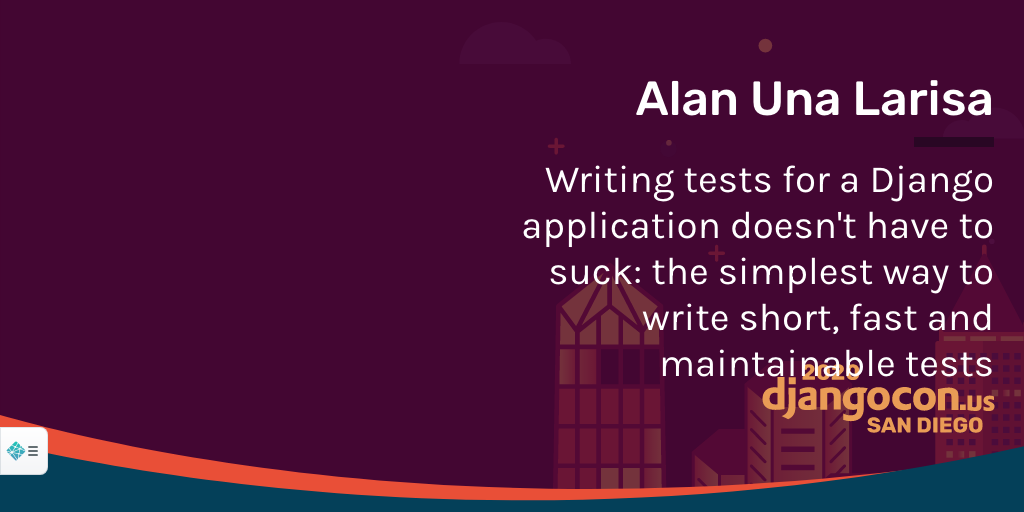 Alan Una Larisa
Writing tests for a Django
application doesn't have to
suck: the simplest way to
write short, fast and
maintainable tests
2020
djangocon.us
SAN DIEGO